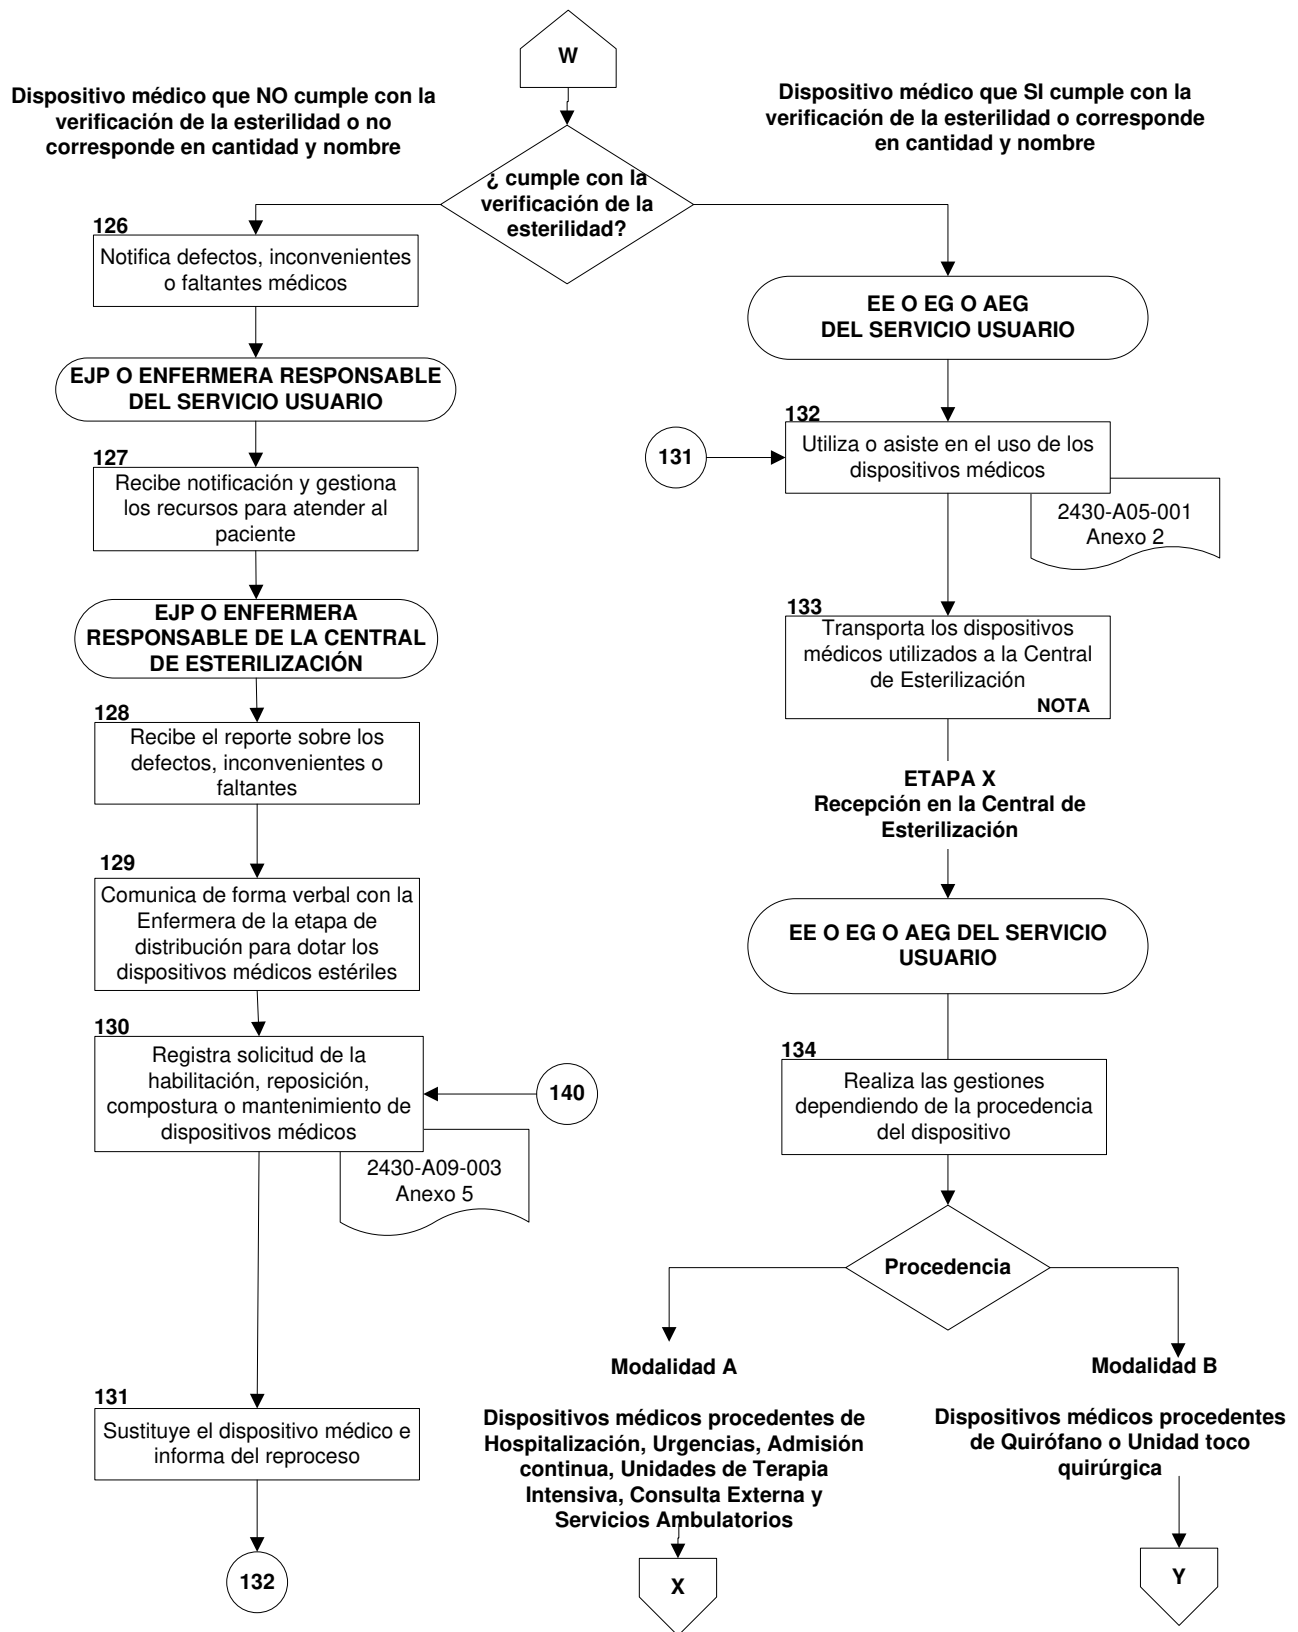 W
Dispositivo médico que NO cumple con la
verificación de la esterilidad o no
corresponde en cantidad y nombre
Dispositivo médico que SI cumple con la
verificación de la esterilidad o corresponde
en cantidad y nombre
¿ cumple con la
verificación de la
esterilidad?
126
Notifica defectos, inconvenientes
o faltantes médicos
EJP O ENFERMERA RESPONSABLE
DEL SERVICIO USUARIO
127
Recibe notificación y gestiona
los recursos para atender al
paciente
EJP O ENFERMERA
RESPONSABLE DE LA CENTRAL
DE ESTERILIZACIÓN
128
Recibe el reporte sobre los
defectos, inconvenientes o
faltantes
129
Comunica de forma verbal con la
Enfermera de la etapa de
distribución para dotar los
dispositivos médicos estériles
130
Registra solicitud de la
habilitación, reposición,
compostura o mantenimiento de
dispositivos médicos
140
2430-A09-003
Anexo 5
131
Sustituye el dispositivo médico e
informa del reproceso
132
EE O EG O AEG
DEL SERVICIO USUARIO
132
131
Utiliza o asiste en el uso de los
dispositivos médicos
2430-A05-001
Anexo 2
133
Transporta los dispositivos
médicos utilizados a la Central
de Esterilización
NOTA
ETAPA X
Recepción en la Central de
Esterilización
EE O EG O AEG DEL SERVICIO
USUARIO
134
Realiza las gestiones
dependiendo de la procedencia
del dispositivo
Procedencia
Modalidad A
Dispositivos médicos procedentes de
Hospitalización, Urgencias, Admisión
continua, Unidades de Terapia
Intensiva, Consulta Externa y
Servicios Ambulatorios
X
Modalidad B
Dispositivos médicos procedentes
de Quirófano o Unidad toco
quirúrgica
Y